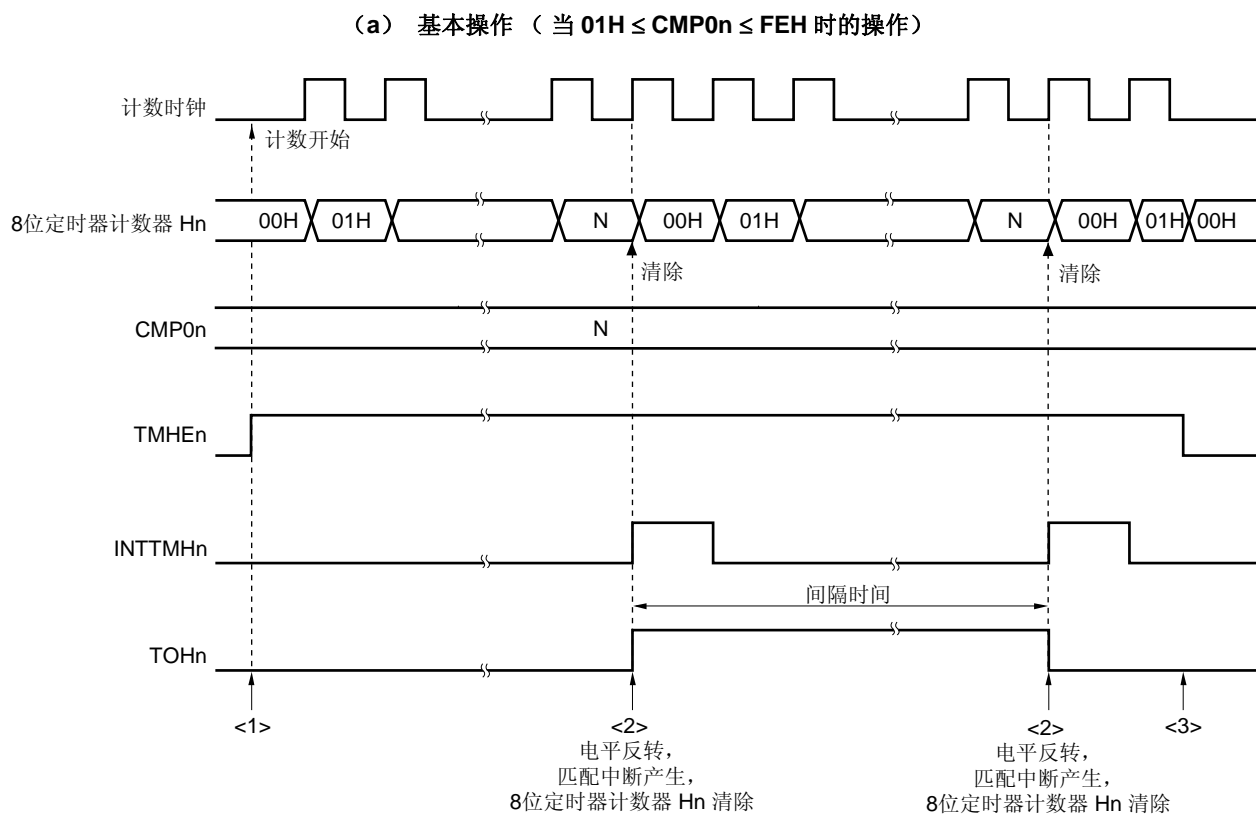 （a） 基本操作 （ 当 01H ≤ CMP0n ≤ FEH 时的操作）
计数时钟
计数开始
8位定时器计数器 Hn
00H 01H N 00H 01H N 00H 01H 00H
清除 清除
CMP0n N
TMHEn
INTTMHn
间隔时间
TOHn
<1> <2> <2> <3>
电平反转， 电平反转，
匹配中断产生， 匹配中断产生，
8位定时器计数器 Hn 清除 8位定时器计数器 Hn 清除